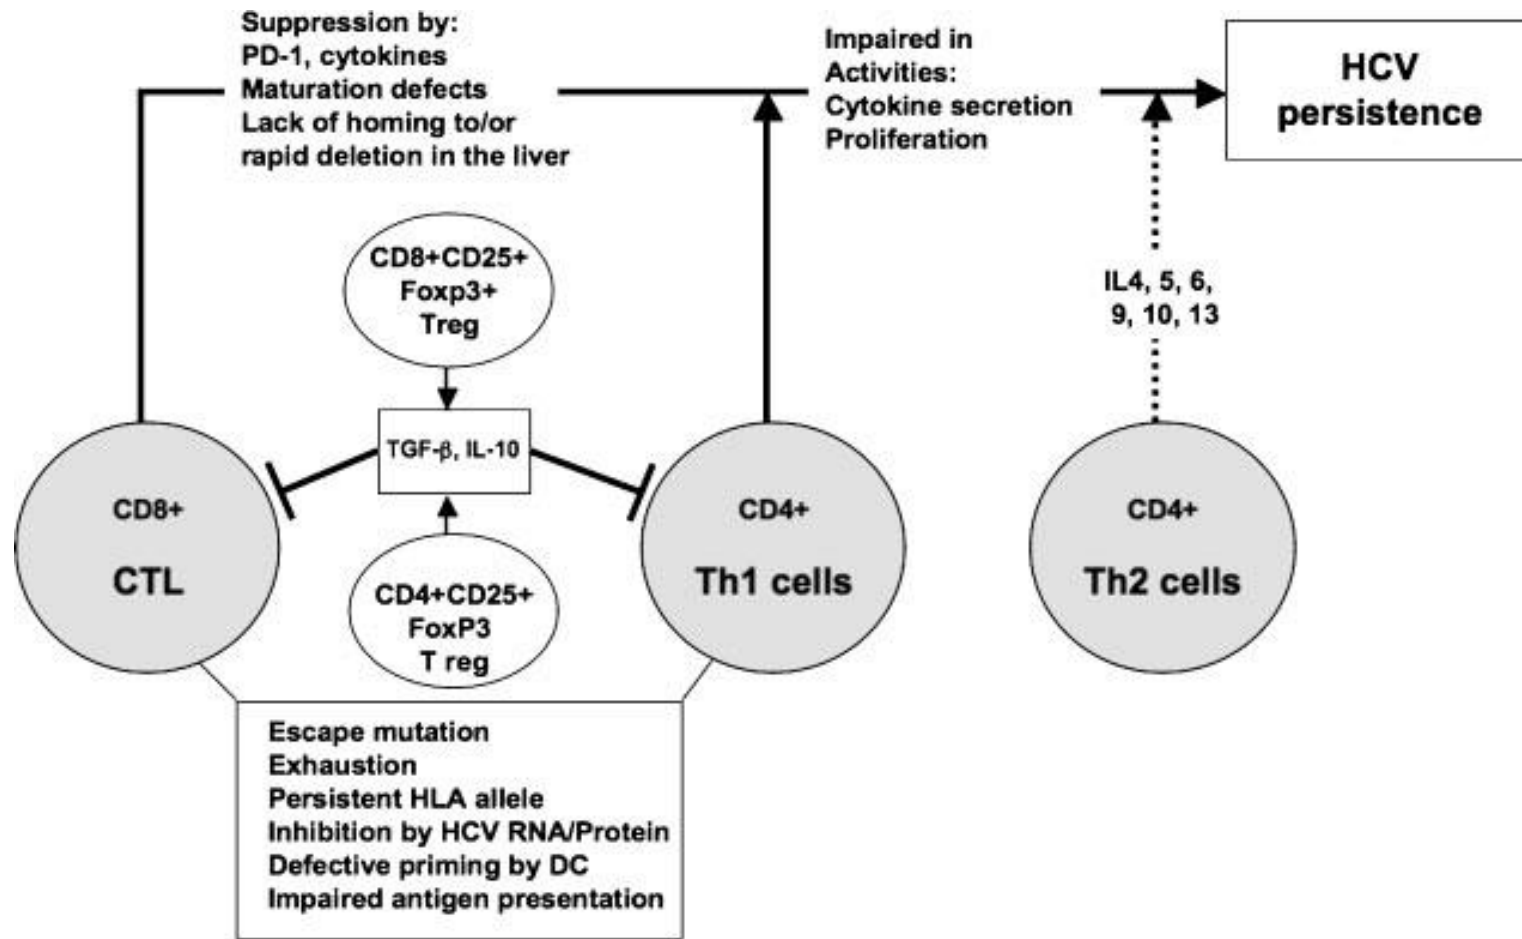 Suppression by:
PD-1, cytokines
Maturation defects
Lack of homing to/or
rapid deletion in the liver
Impaired in
Activities:
Cytokine secretion
Proliferation
HCV
persistence
CD8+CD25+
Foxp3+
Treg
IL4, 5, 6,
9, 10, 13
TGF-β, IL-10
CD8+
CTL
CD4+
Th1 cells
CD4+
Th2 cells
CD4+CD25+
FoxP3
T reg
Escape mutation
Exhaustion
Persistent HLA allele
Inhibition by HCV RNA/Protein
Defective priming by DC
Impaired antigen presentation